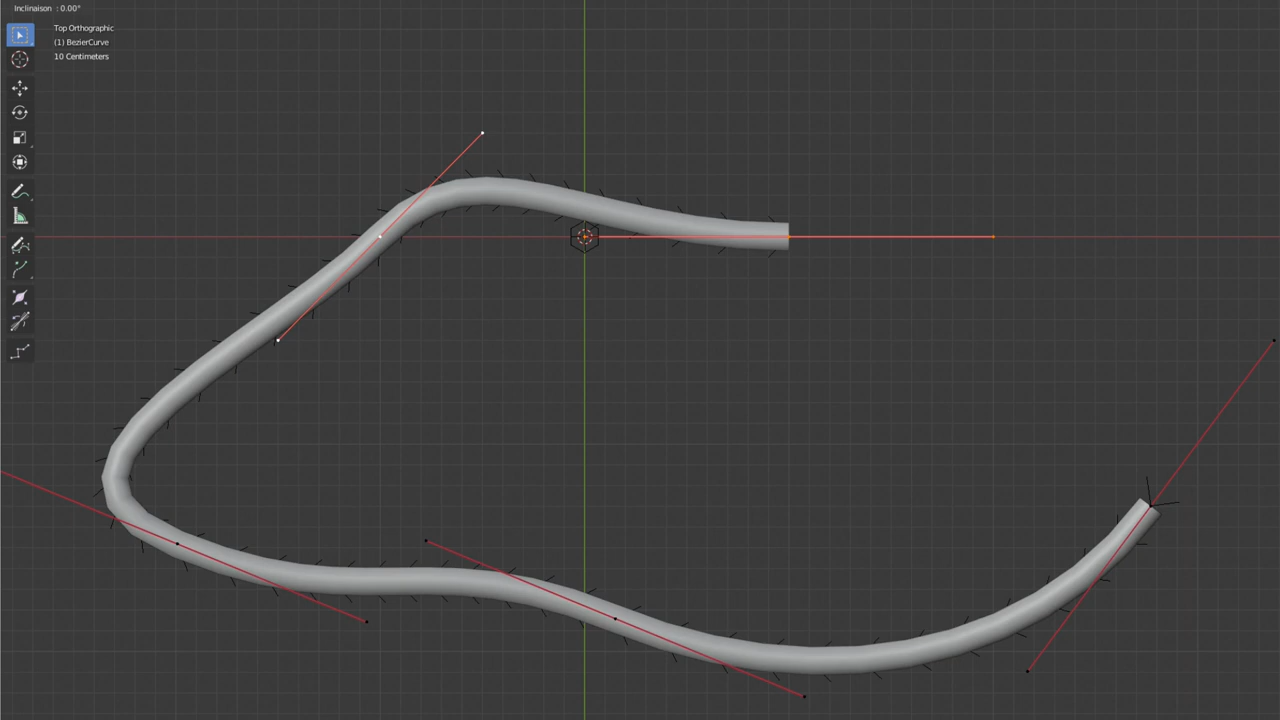 Inclinaison : 0.00°
Top Orthographic
(1) BezierCurve
10 Centimeters